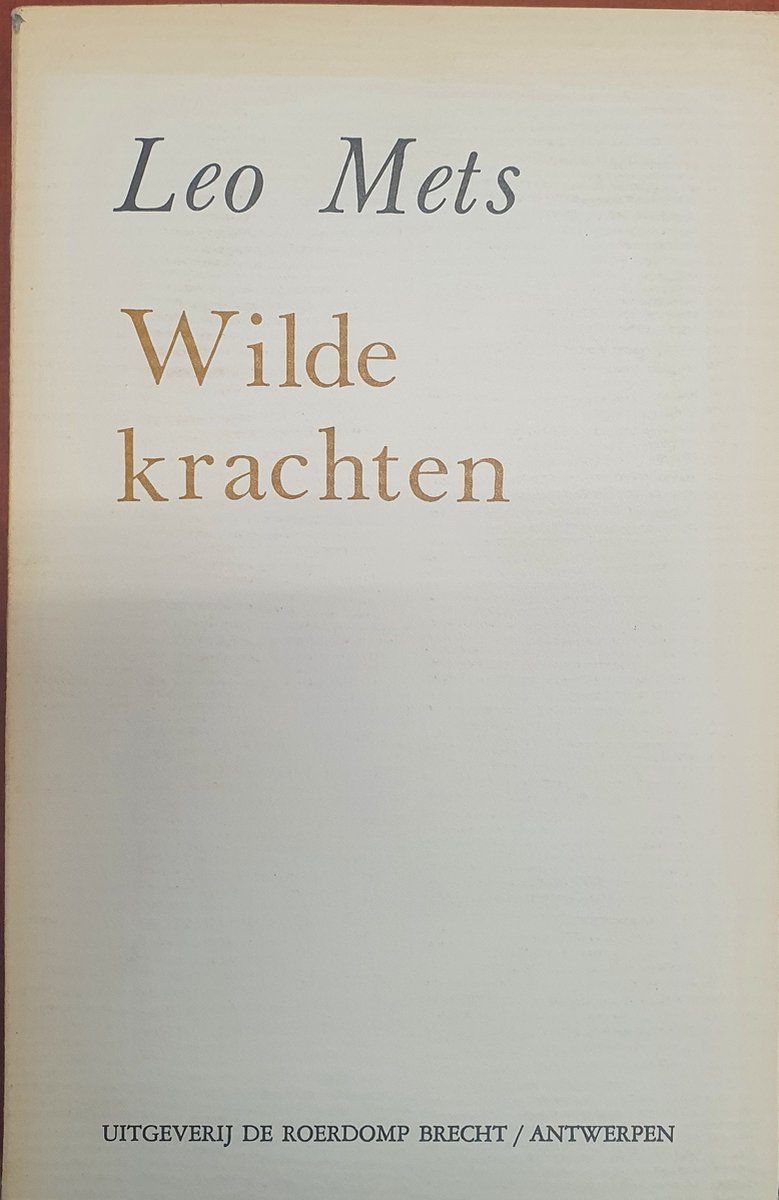 Leo Mets
Wilde
krachten
UITGEVERIJ DE ROERDOMP BRECHT / ANTWERPEN